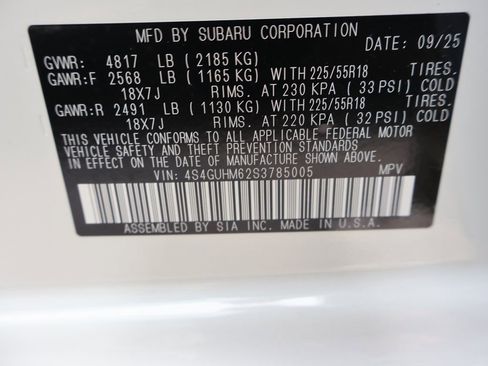 MFD BY SUBARU CORPORATION
DATE: 09/25
GVWR: 4817 LB (2185 KG)
GAWR:F 2568 LB (1165 KG) WITH 225/55R18 TIRES.
18X7J RIMS. AT 230 KPA (33 PSI) COLD
GAWR:R 2491 LB (1130 KG) WITH 225/55R18 TIRES.
18X7J RIMS. AT 220 KPA (32 PSI) COLD
THIS VEHICLE CONFORMS TO ALL APPLICABLE FEDERAL MOTOR
VEHICLE SAFETY AND THEFT PREVENTION STANDARDS
IN EFFECT ON THE DATE OF MANUFACTURE SHOWN ABOVE.
VIN: 4S4GUHM62S3785005 MPV
ASSEMBLED BY SIA INC. MADE IN U.S.A.